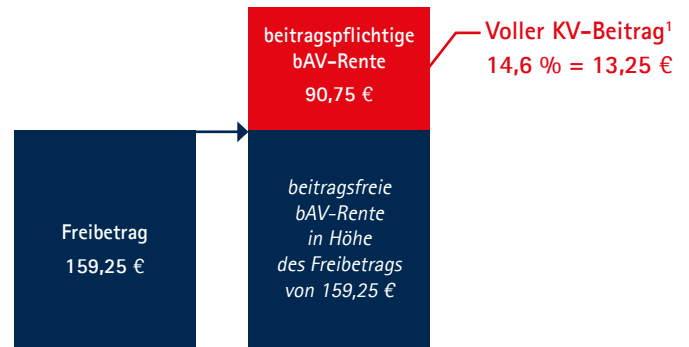 Freibetrag
159,25 €
beitragspflichtige
bAV-Rente
90,75 €
beitragsfreie
bAV-Rente
in Höhe
des Freibetrags
von 159,25 €
Voller KV-Beitrag¹
14,6 % = 13,25 €